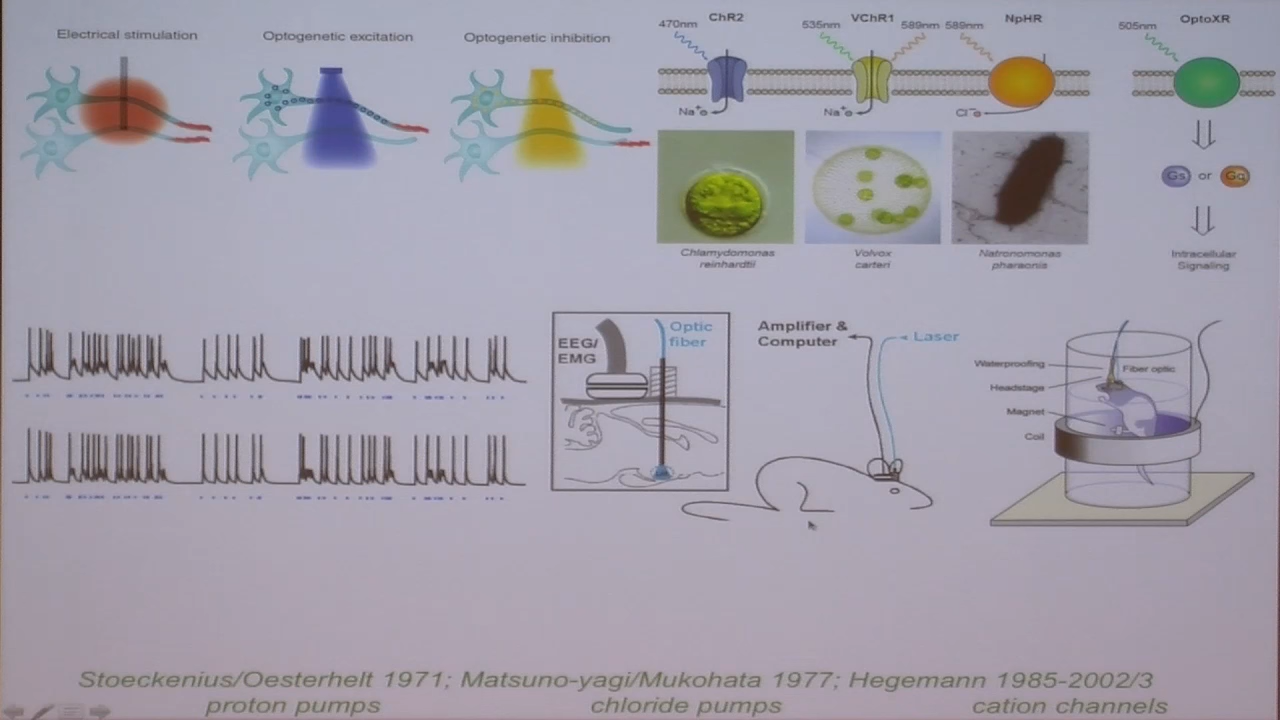 Electrical stimulation
Optogenetic excitation
Optogenetic inhibition
ChR2
470nm
Na+
VChR1
535nm
589nm
Na+
NpHR
589nm
Cl-
OptoXR
505nm
Gs or Gq
Intracellular
Signaling
Chlamydomonas
reinhardtii
Volvox
carteri
Natronomonas
pharaonis
EEG/
EMG
Optic
fiber
Amplifier &
Computer
Laser
Waterproofing
Fiber optic
Headstage
Magnet
Coil
Stoeckenius/Oesterhelt 1971; Matsuno-yagi/Mukohata 1977; Hegemann 1985-2002/3
proton pumps chloride pumps cation channels